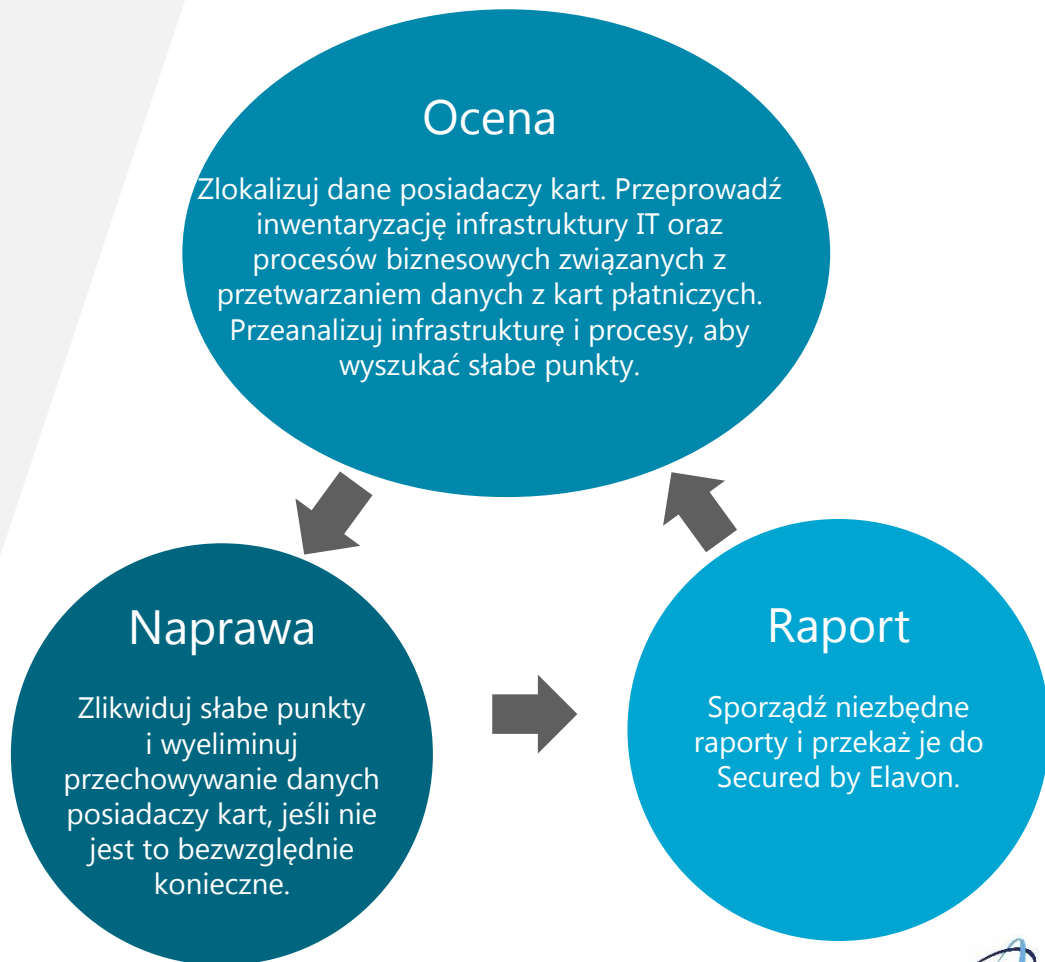 Ocena
Zlokalizuj dane posiadaczy kart. Przeprowadź
inwentaryzację infrastruktury IT oraz
procesów biznesowych związanych z
przetwarzaniem danych z kart płatniczych.
Przeanalizuj infrastrukturę i procesy, aby
wyszukać słabe punkty.
Naprawa
Zlikwiduj słabe punkty
i wyeliminuj
przechowywanie danych
posiadaczy kart, jeśli nie
jest to bezwzględnie
konieczne.
Raport
Sporządź niezbędne
raporty i przekaż je do
Secured by Elavon.